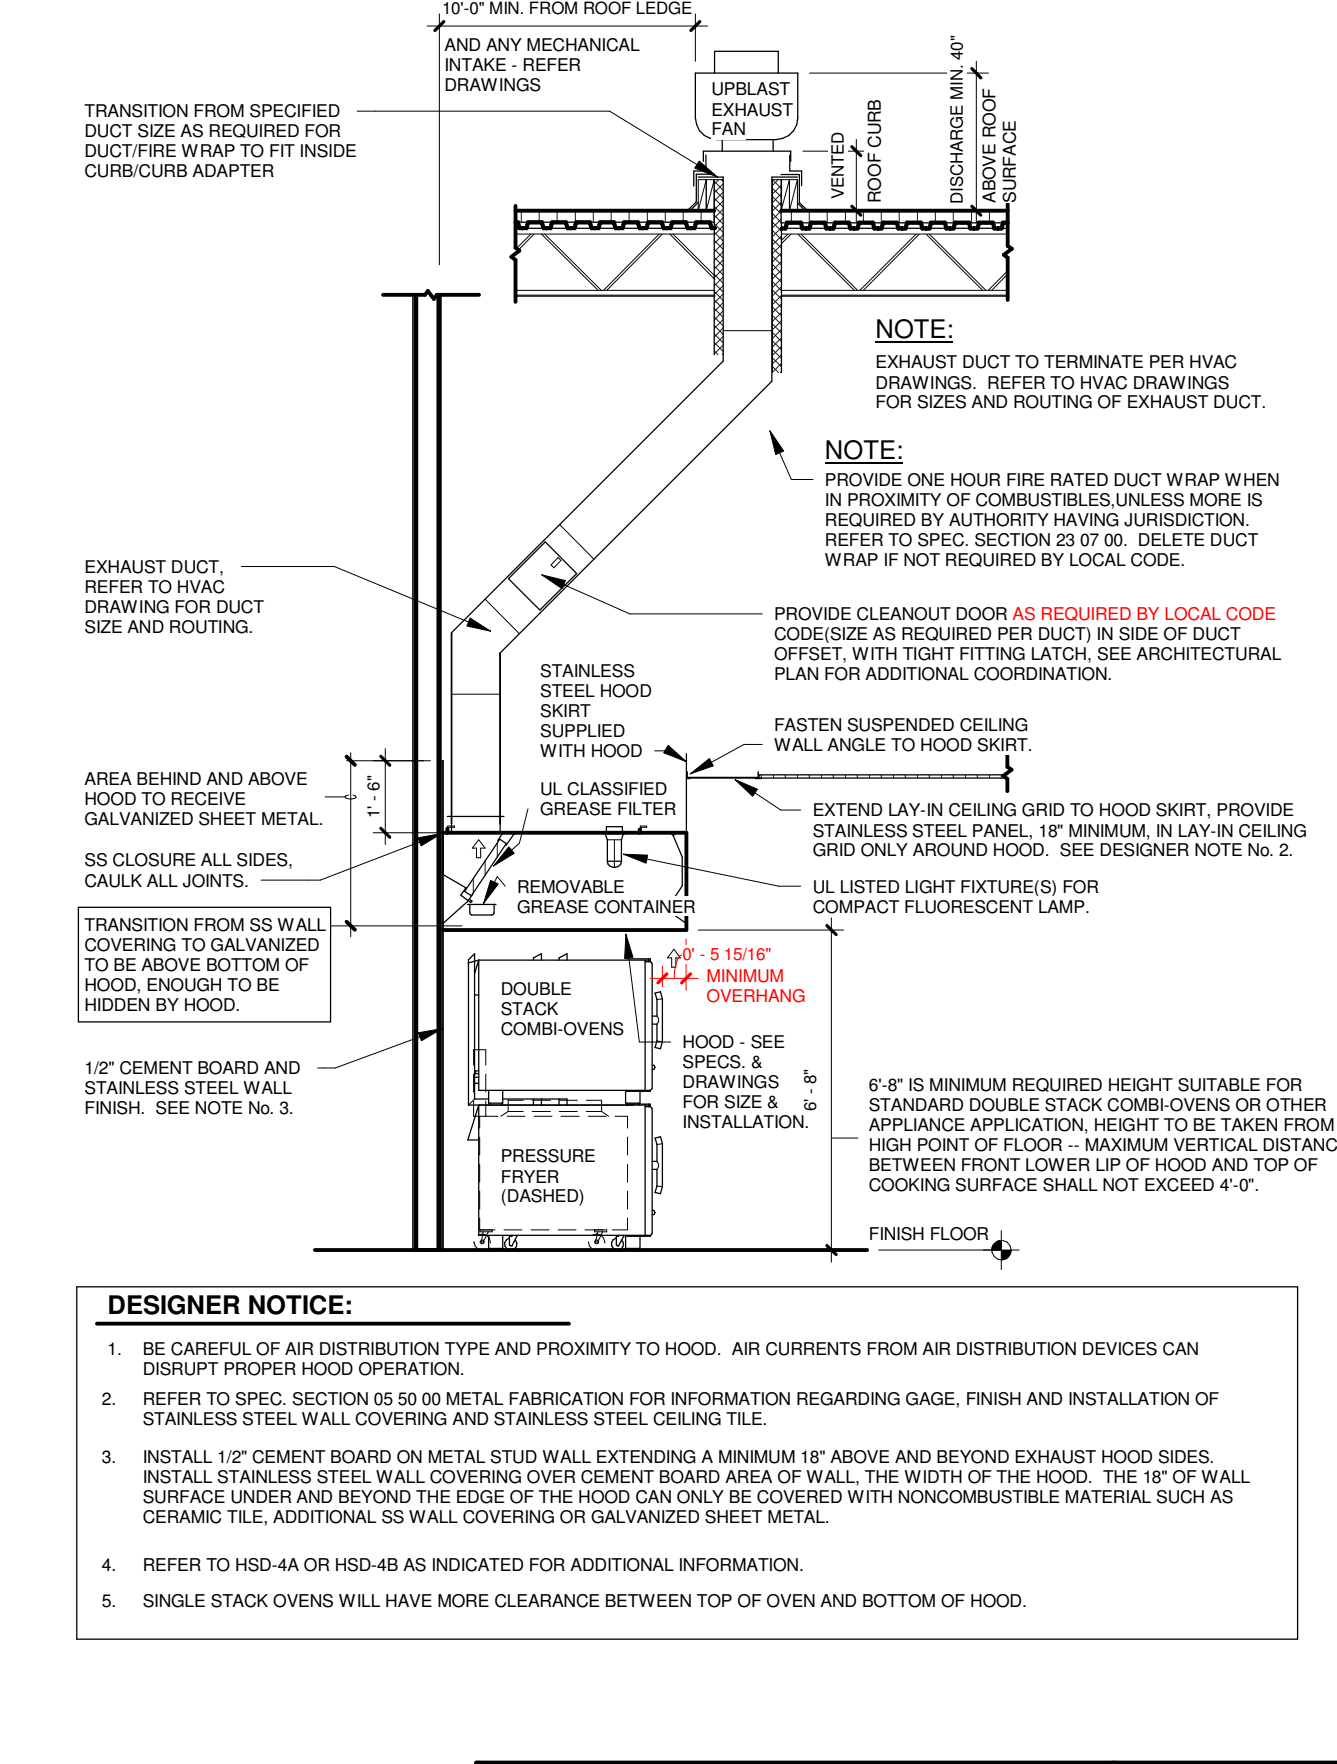 10'-0" MIN. FROM ROOF LEDGE
AND ANY MECHANICAL
INTAKE - REFER
DRAWINGS
UPBLAST
EXHAUST
FAN
VENTED
ROOF CURB
DISCHARGE MIN. 40"
ABOVE ROOF
SURFACE
TRANSITION FROM SPECIFIED
DUCT SIZE AS REQUIRED FOR
DUCT/FIRE WRAP TO FIT INSIDE
CURB/CURB ADAPTER
NOTE:
EXHAUST DUCT TO TERMINATE PER HVAC
DRAWINGS. REFER TO HVAC DRAWINGS
FOR SIZES AND ROUTING OF EXHAUST DUCT.
NOTE:
PROVIDE ONE HOUR FIRE RATED DUCT WRAP WHEN
IN PROXIMITY OF COMBUSTIBLES,UNLESS MORE IS
REQUIRED BY AUTHORITY HAVING JURISDICTION.
REFER TO SPEC. SECTION 23 07 00. DELETE DUCT
WRAP IF NOT REQUIRED BY LOCAL CODE.
EXHAUST DUCT,
REFER TO HVAC
DRAWING FOR DUCT
SIZE AND ROUTING.
PROVIDE CLEANOUT DOOR AS REQUIRED BY LOCAL CODE
CODE(SIZE AS REQUIRED PER DUCT) IN SIDE OF DUCT
OFFSET, WITH TIGHT FITTING LATCH, SEE ARCHITECTURAL
PLAN FOR ADDITIONAL COORDINATION.
STAINLESS
STEEL HOOD
SKIRT
SUPPLIED
WITH HOOD
FASTEN SUSPENDED CEILING
WALL ANGLE TO HOOD SKIRT.
AREA BEHIND AND ABOVE
HOOD TO RECEIVE
GALVANIZED SHEET METAL.
1' - 6"
UL CLASSIFIED
GREASE FILTER
EXTEND LAY-IN CEILING GRID TO HOOD SKIRT, PROVIDE
STAINLESS STEEL PANEL, 18" MINIMUM, IN LAY-IN CEILING
GRID ONLY AROUND HOOD. SEE DESIGNER NOTE No. 2.
SS CLOSURE ALL SIDES,
CAULK ALL JOINTS.
REMOVABLE
GREASE CONTAINER
UL LISTED LIGHT FIXTURE(S) FOR
COMPACT FLUORESCENT LAMP.
TRANSITION FROM SS WALL
COVERING TO GALVANIZED
TO BE ABOVE BOTTOM OF
HOOD, ENOUGH TO BE
HIDDEN BY HOOD.
0' - 5 15/16"
MINIMUM
OVERHANG
DOUBLE
STACK
COMBI-OVENS
HOOD - SEE
SPECS. &
DRAWINGS
FOR SIZE &
INSTALLATION.
6' - 8"
1/2" CEMENT BOARD AND
STAINLESS STEEL WALL
FINISH. SEE NOTE No. 3.
6'-8" IS MINIMUM REQUIRED HEIGHT SUITABLE FOR
STANDARD DOUBLE STACK COMBI-OVENS OR OTHER
APPLIANCE APPLICATION, HEIGHT TO BE TAKEN FROM
HIGH POINT OF FLOOR -- MAXIMUM VERTICAL DISTANC
BETWEEN FRONT LOWER LIP OF HOOD AND TOP OF
COOKING SURFACE SHALL NOT EXCEED 4'-0".
PRESSURE
FRYER
(DASHED)
FINISH FLOOR
DESIGNER NOTICE:
1. BE CAREFUL OF AIR DISTRIBUTION TYPE AND PROXIMITY TO HOOD. AIR CURRENTS FROM AIR DISTRIBUTION DEVICES CAN
DISRUPT PROPER HOOD OPERATION.
2. REFER TO SPEC. SECTION 05 50 00 METAL FABRICATION FOR INFORMATION REGARDING GAGE, FINISH AND INSTALLATION OF
STAINLESS STEEL WALL COVERING AND STAINLESS STEEL CEILING TILE.
3. INSTALL 1/2" CEMENT BOARD ON METAL STUD WALL EXTENDING A MINIMUM 18" ABOVE AND BEYOND EXHAUST HOOD SIDES.
INSTALL STAINLESS STEEL WALL COVERING OVER CEMENT BOARD AREA OF WALL, THE WIDTH OF THE HOOD. THE 18" OF WALL
SURFACE UNDER AND BEYOND THE EDGE OF THE HOOD CAN ONLY BE COVERED WITH NONCOMBUSTIBLE MATERIAL SUCH AS
CERAMIC TILE, ADDITIONAL SS WALL COVERING OR GALVANIZED SHEET METAL.
4. REFER TO HSD-4A OR HSD-4B AS INDICATED FOR ADDITIONAL INFORMATION.
5. SINGLE STACK OVENS WILL HAVE MORE CLEARANCE BETWEEN TOP OF OVEN AND BOTTOM OF HOOD.